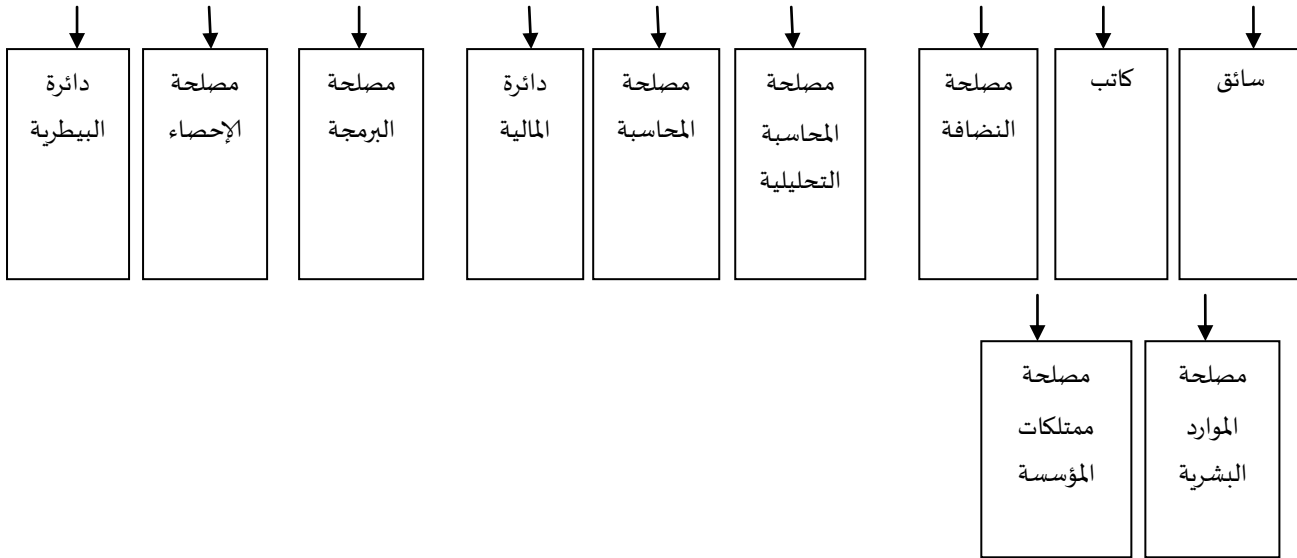 سائق
كاتب
مصلحة
النضافة
مصلحة
المحاسبة
التحليلية
مصلحة
المحاسبة
دائرة
المالية
مصلحة
البرمجة
مصلحة
الإحصاء
دائرة
البيطرية
مصلحة
الموارد
البشرية
مصلحة
ممتلكات
المؤسسة